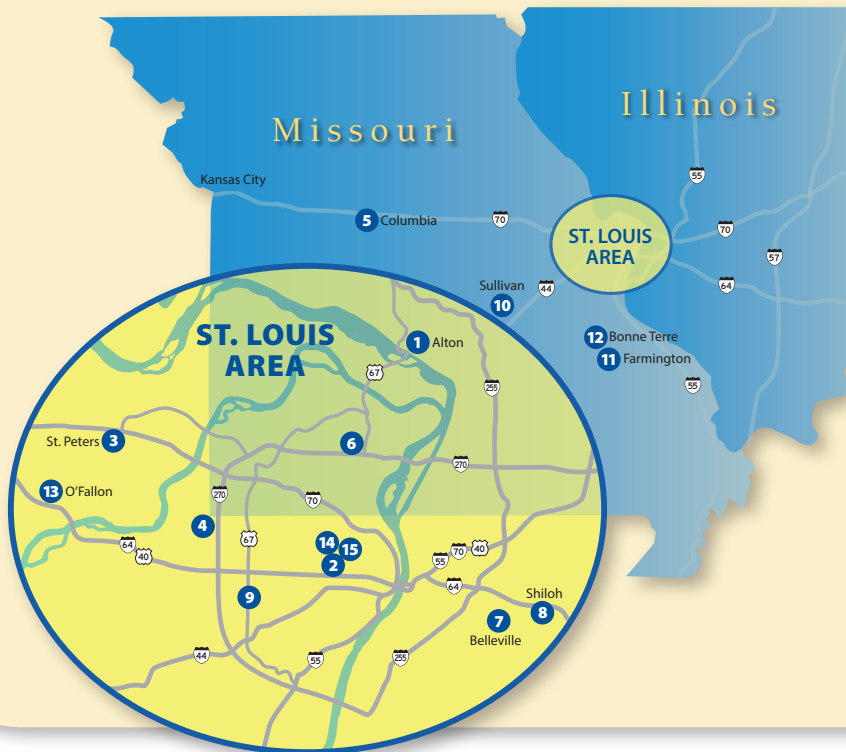 Missouri
Illinois
Kansas City
5 Columbia
70
55
70
57
64
ST. LOUIS
AREA
Sullivan
10
44
12 Bonne Terre
11 Farmington
55
ST. LOUIS
AREA
1 Alton
67
255
St. Peters 3
6
270
13 O'Fallon
270
70
4
64
40
67
14
15
2
55
70
40
64
9
Shiloh
8
7
Belleville
44
55
255